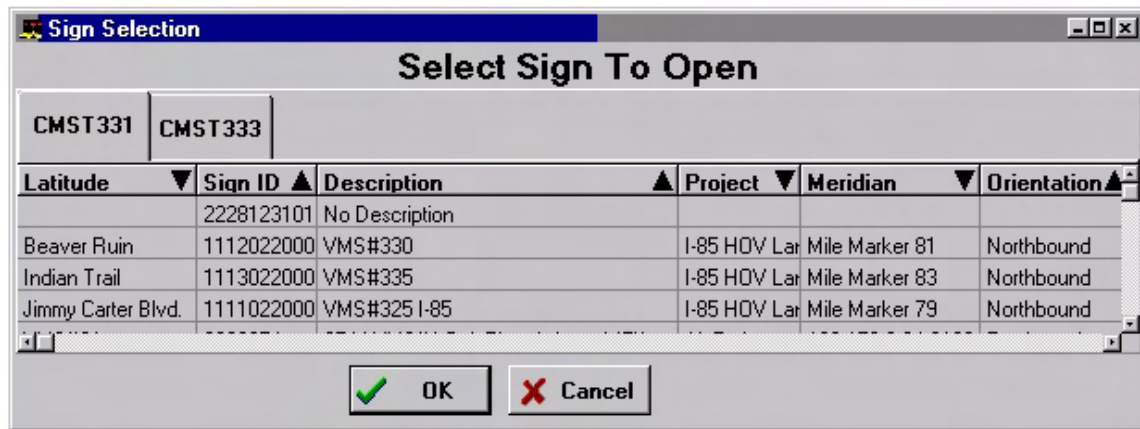 Sign Selection
Select Sign To Open
CMST331 CMST333
Latitude Sign ID Description Project Meridian Orientation
2228123101 No Description
Beaver Ruin 1112022000 VMS#330 I-85 HOV Lar Mile Marker 81 Northbound
Indian Trail 1113022000 VMS#335 I-85 HOV Lar Mile Marker 83 Northbound
Jimmy Carter Blvd. 1111022000 VMS#325 I-85 I-85 HOV Lar Mile Marker 79 Northbound
OK Cancel